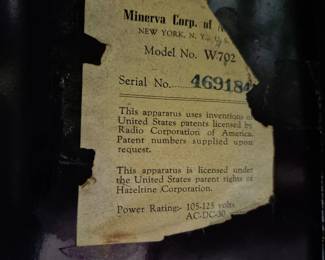 Minerva Corp. of
NEW YORK, N. Y.,
Model No. W702
Serial No. 469184
This apparatus uses inventions
United States patents licensed by
Radio Corporation of America.
Patent numbers supplied upon
request.
This apparatus is licensed under
the United States patent rights of
Hazeltine Corporation.
Power Rating:- 105-125 volts
AC-DC-30